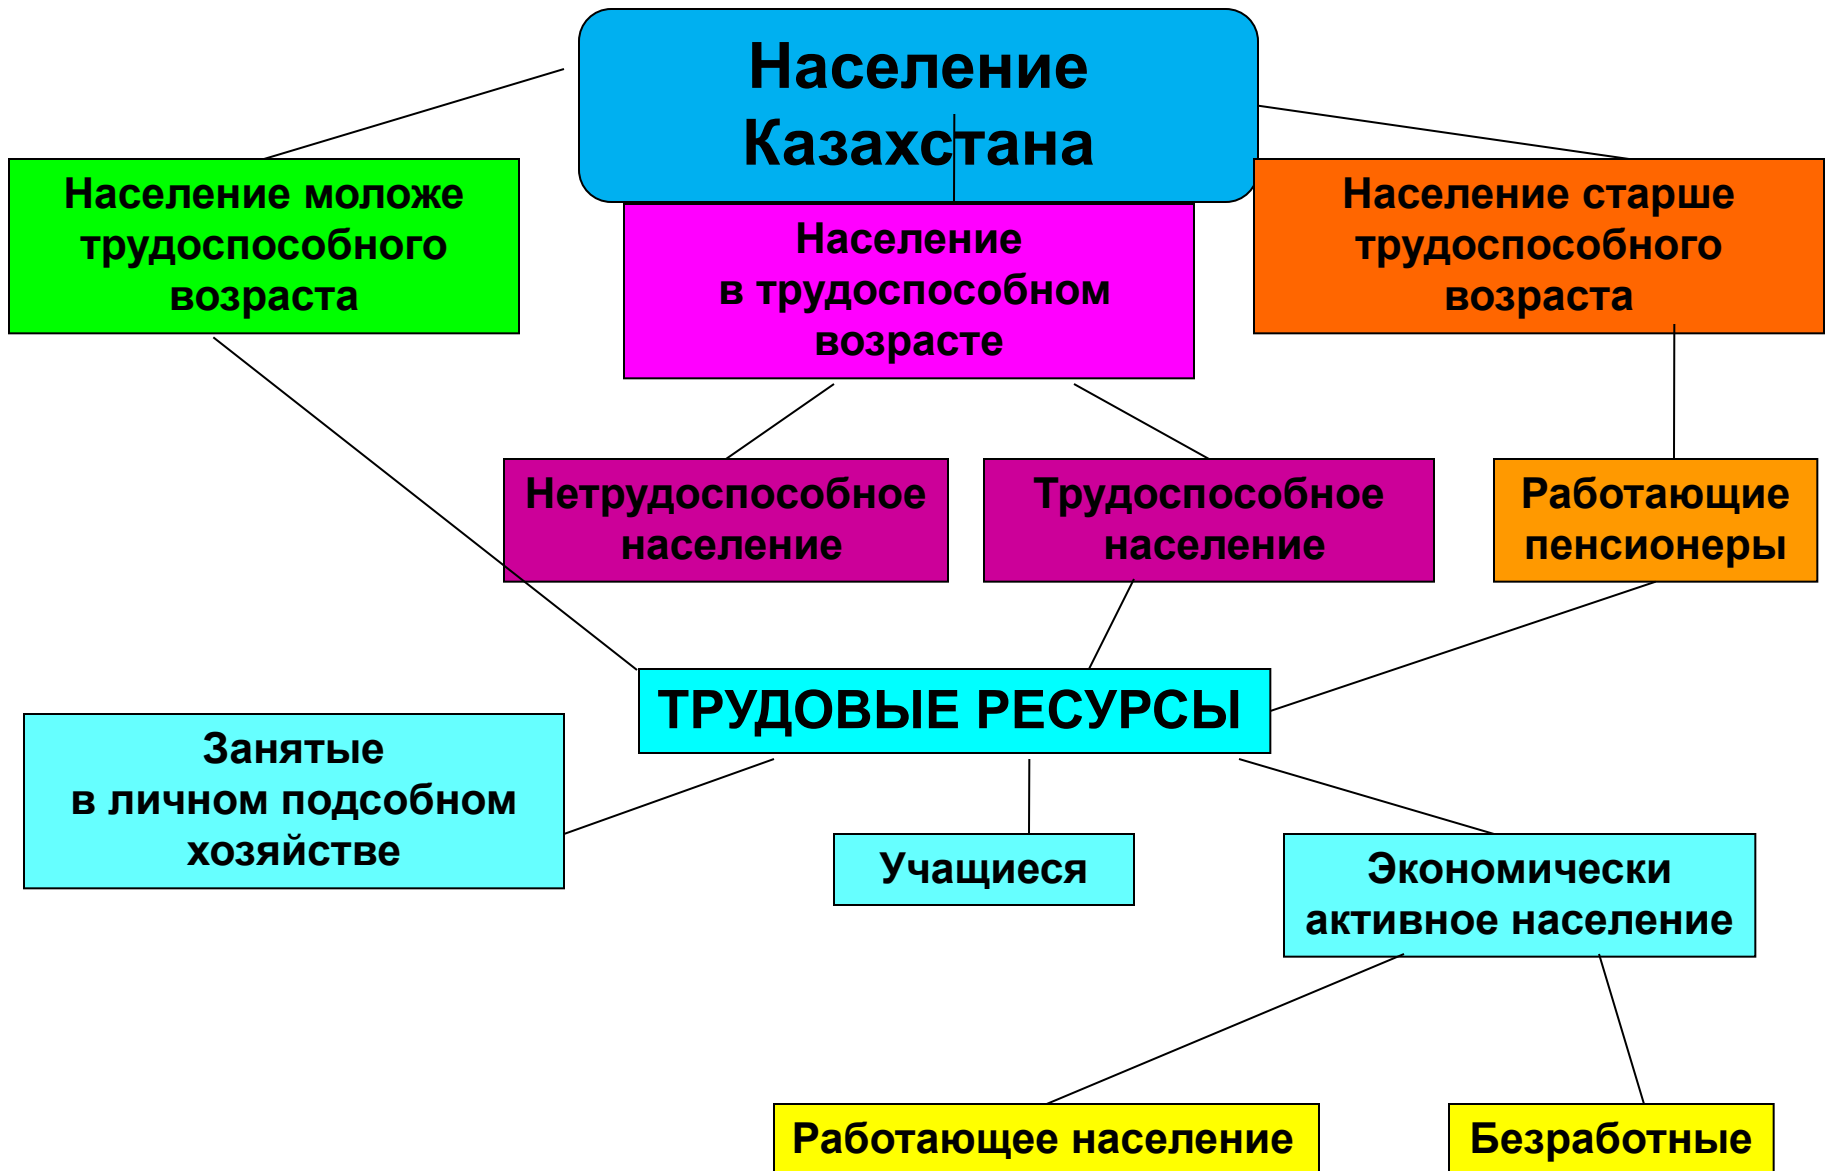 Население
Казахстана
Население моложе
трудоспособного
возраста
Население
в трудоспособном
возрасте
Население старше
трудоспособного
возраста
Нетрудоспособное
население
Трудоспособное
население
Работающие
пенсионеры
ТРУДОВЫЕ РЕСУРСЫ
Занятые
в личном подсобном
хозяйстве
Учащиеся
Экономически
активное население
Работающее население
Безработные